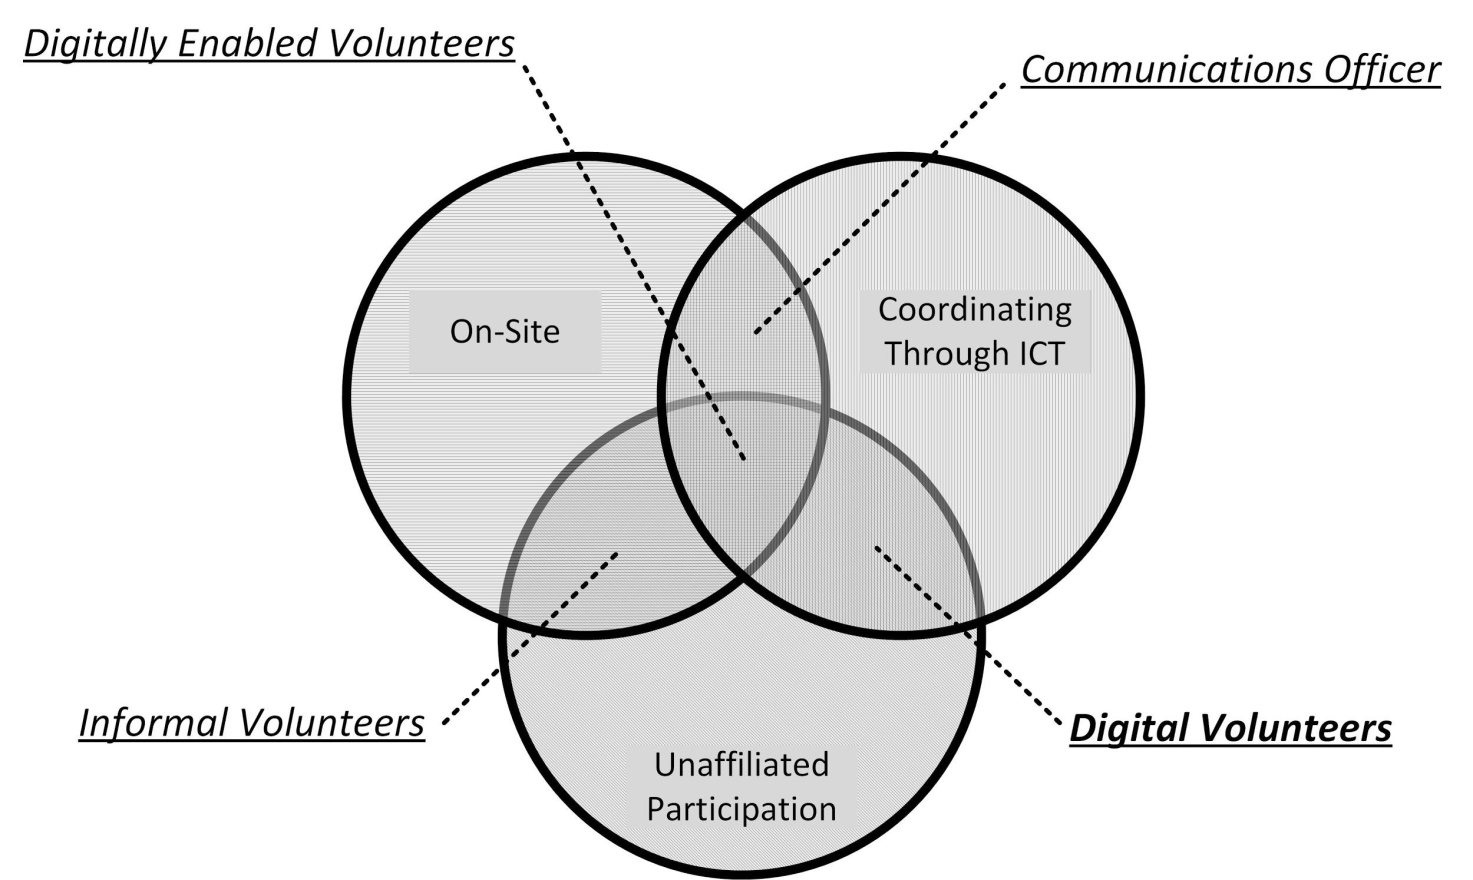 Digitally Enabled Volunteers
Communications Officer
On-Site
Coordinating
Through ICT
Informal Volunteers
Digital Volunteers
Unaffiliated
Participation